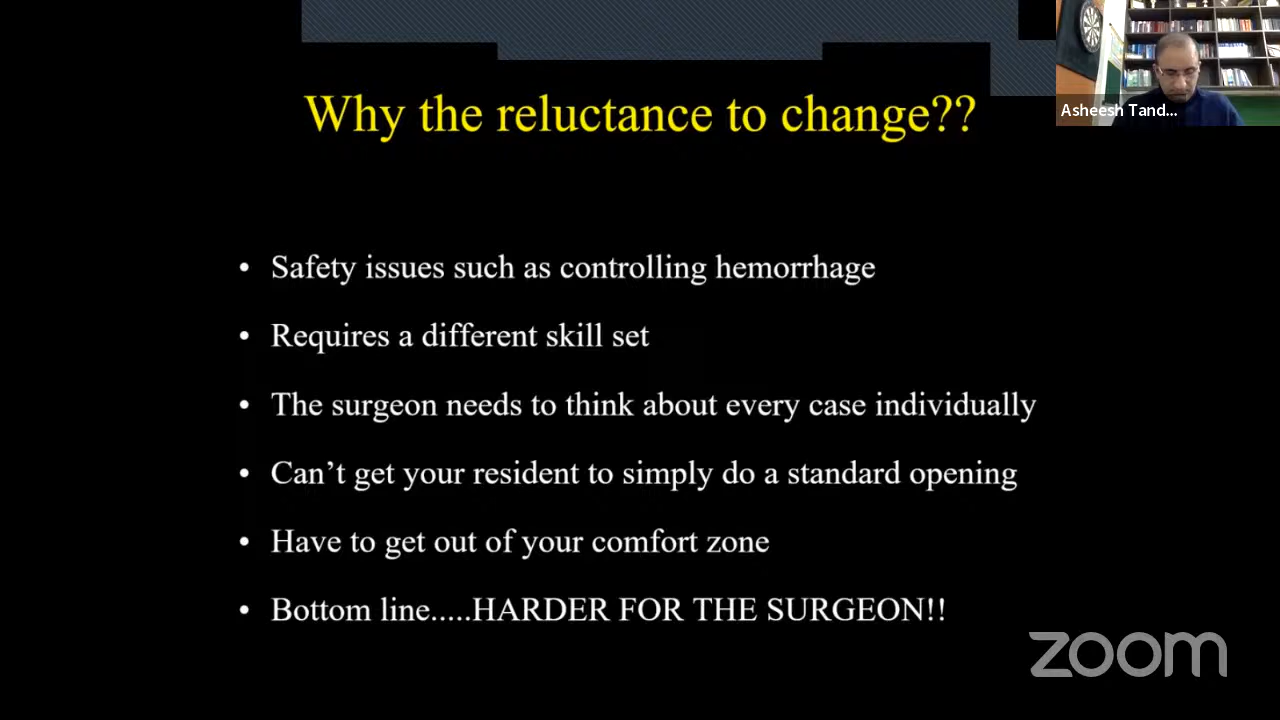 Why the reluctance to change??
Asheesh Tand...
• Safety issues such as controlling hemorrhage
• Requires a different skill set
• The surgeon needs to think about every case individually
• Can't get your resident to simply do a standard opening
• Have to get out of your comfort zone
• Bottom line.....HARDER FOR THE SURGEON!!
zoom